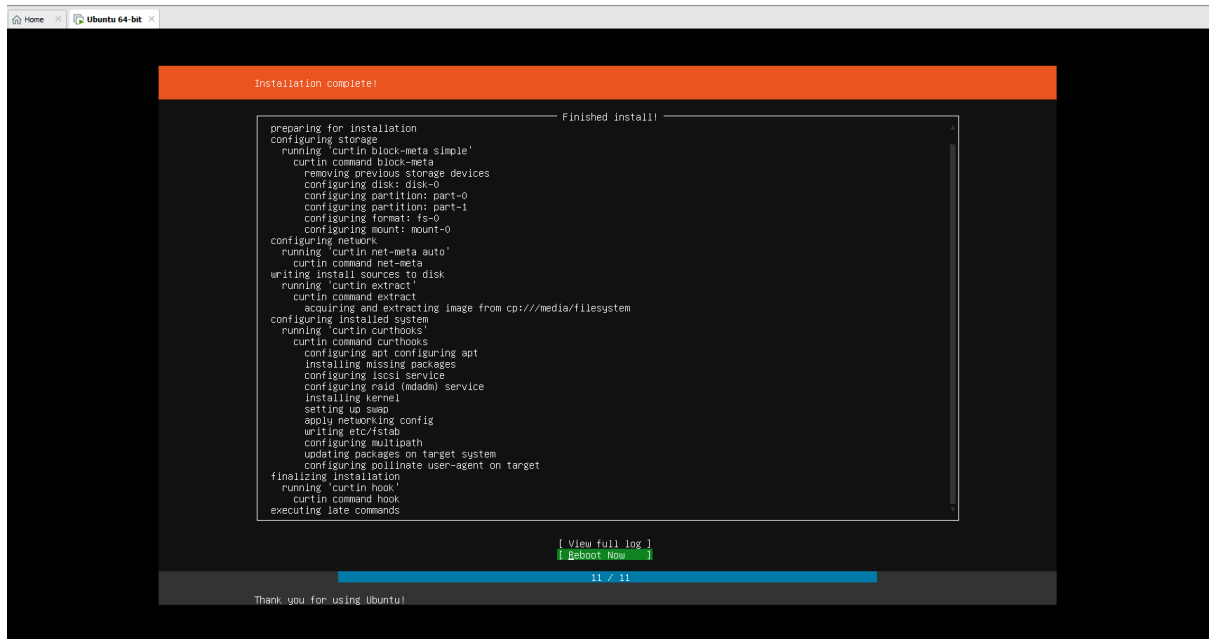 Home
Ubuntu 64-bit
Installation complete!
Finished install!
preparing for installation
configuring storage
running 'curtin block-meta simple'
curtin command block-meta
removing previous storage devices
configuring disk: disk-0
configuring partition: part-0
configuring partition: part-1
configuring format: fs-0
configuring mount: mount-0
configuring network
running 'curtin net-meta auto'
curtin command net-meta
writing install sources to disk
running 'curtin extract'
curtin command extract
acquiring and extracting image from cp:///media/filesystem
configuring installed system
running 'curtin curthooks'
curtin command curthooks
configuring apt configuring apt
installing missing packages
configuring iscsi service
configuring raid (mdadm) service
installing kernel
setting up swap
apply networking config
writing etc/fstab
configuring multipath
updating packages on target system
configuring pollinate user-agent on target
finalizing installation
running 'curtin hook'
curtin command hook
executing late commands
[ View full log ]
[ Reboot Now ]
11 / 11
Thank you for using Ubuntu!